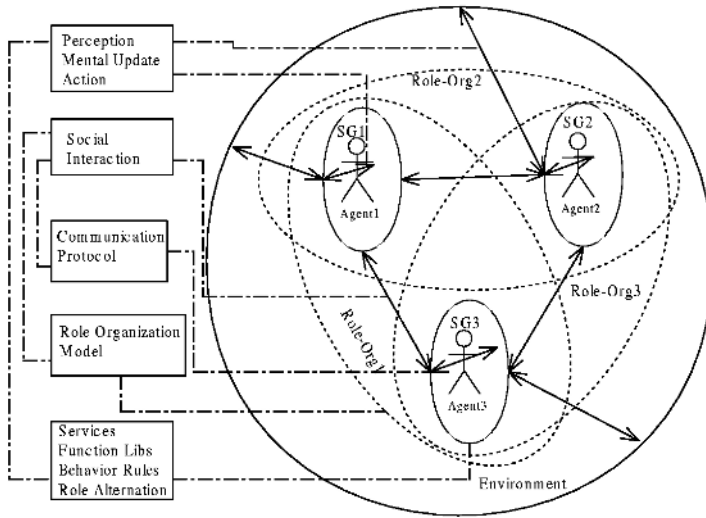 Perception
Mental Update
Action
Social
Interaction
Communication
Protocol
Role Organization
Model
Services
Function Libs
Behavior Rules
Role Alternation
Role-Org2
SG1
Agent1
SG2
Agent2
Role-Org3
Role-Org1
SG3
Agent3
Environment